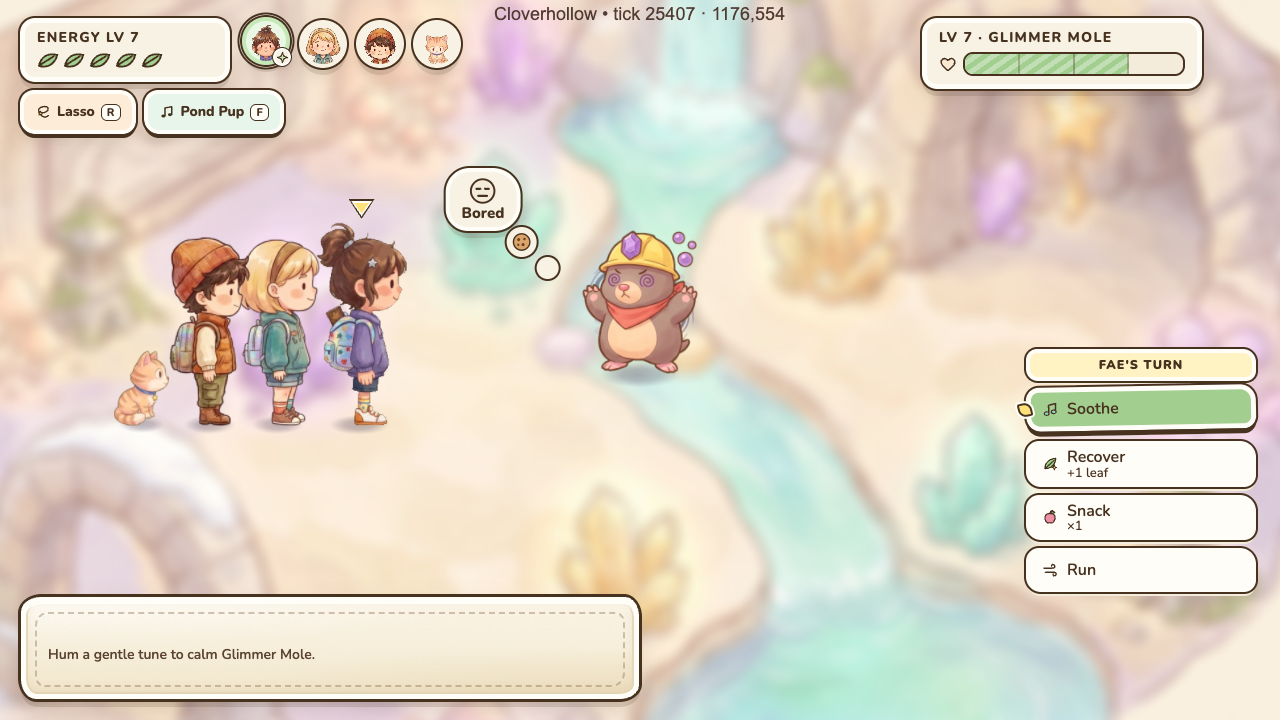 Cloverhollow • tick 25407 · 1176,554
ENERGY LV 7
LV 7 · GLIMMER MOLE
Lasso R
Pond Pup F
Bored
FAE'S TURN
Soothe
Recover
+1 leaf
Snack
×1
Run
Hum a gentle tune to calm Glimmer Mole.